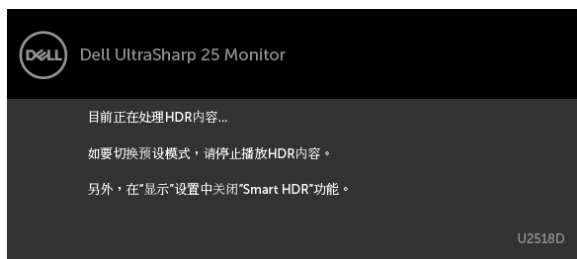 DELL
Dell UltraSharp 25 Monitor
目前正在处理HDR内容...
如要切换预设模式，请停止播放HDR内容。
另外，在"显示"设置中关闭"Smart HDR"功能。
U2518D